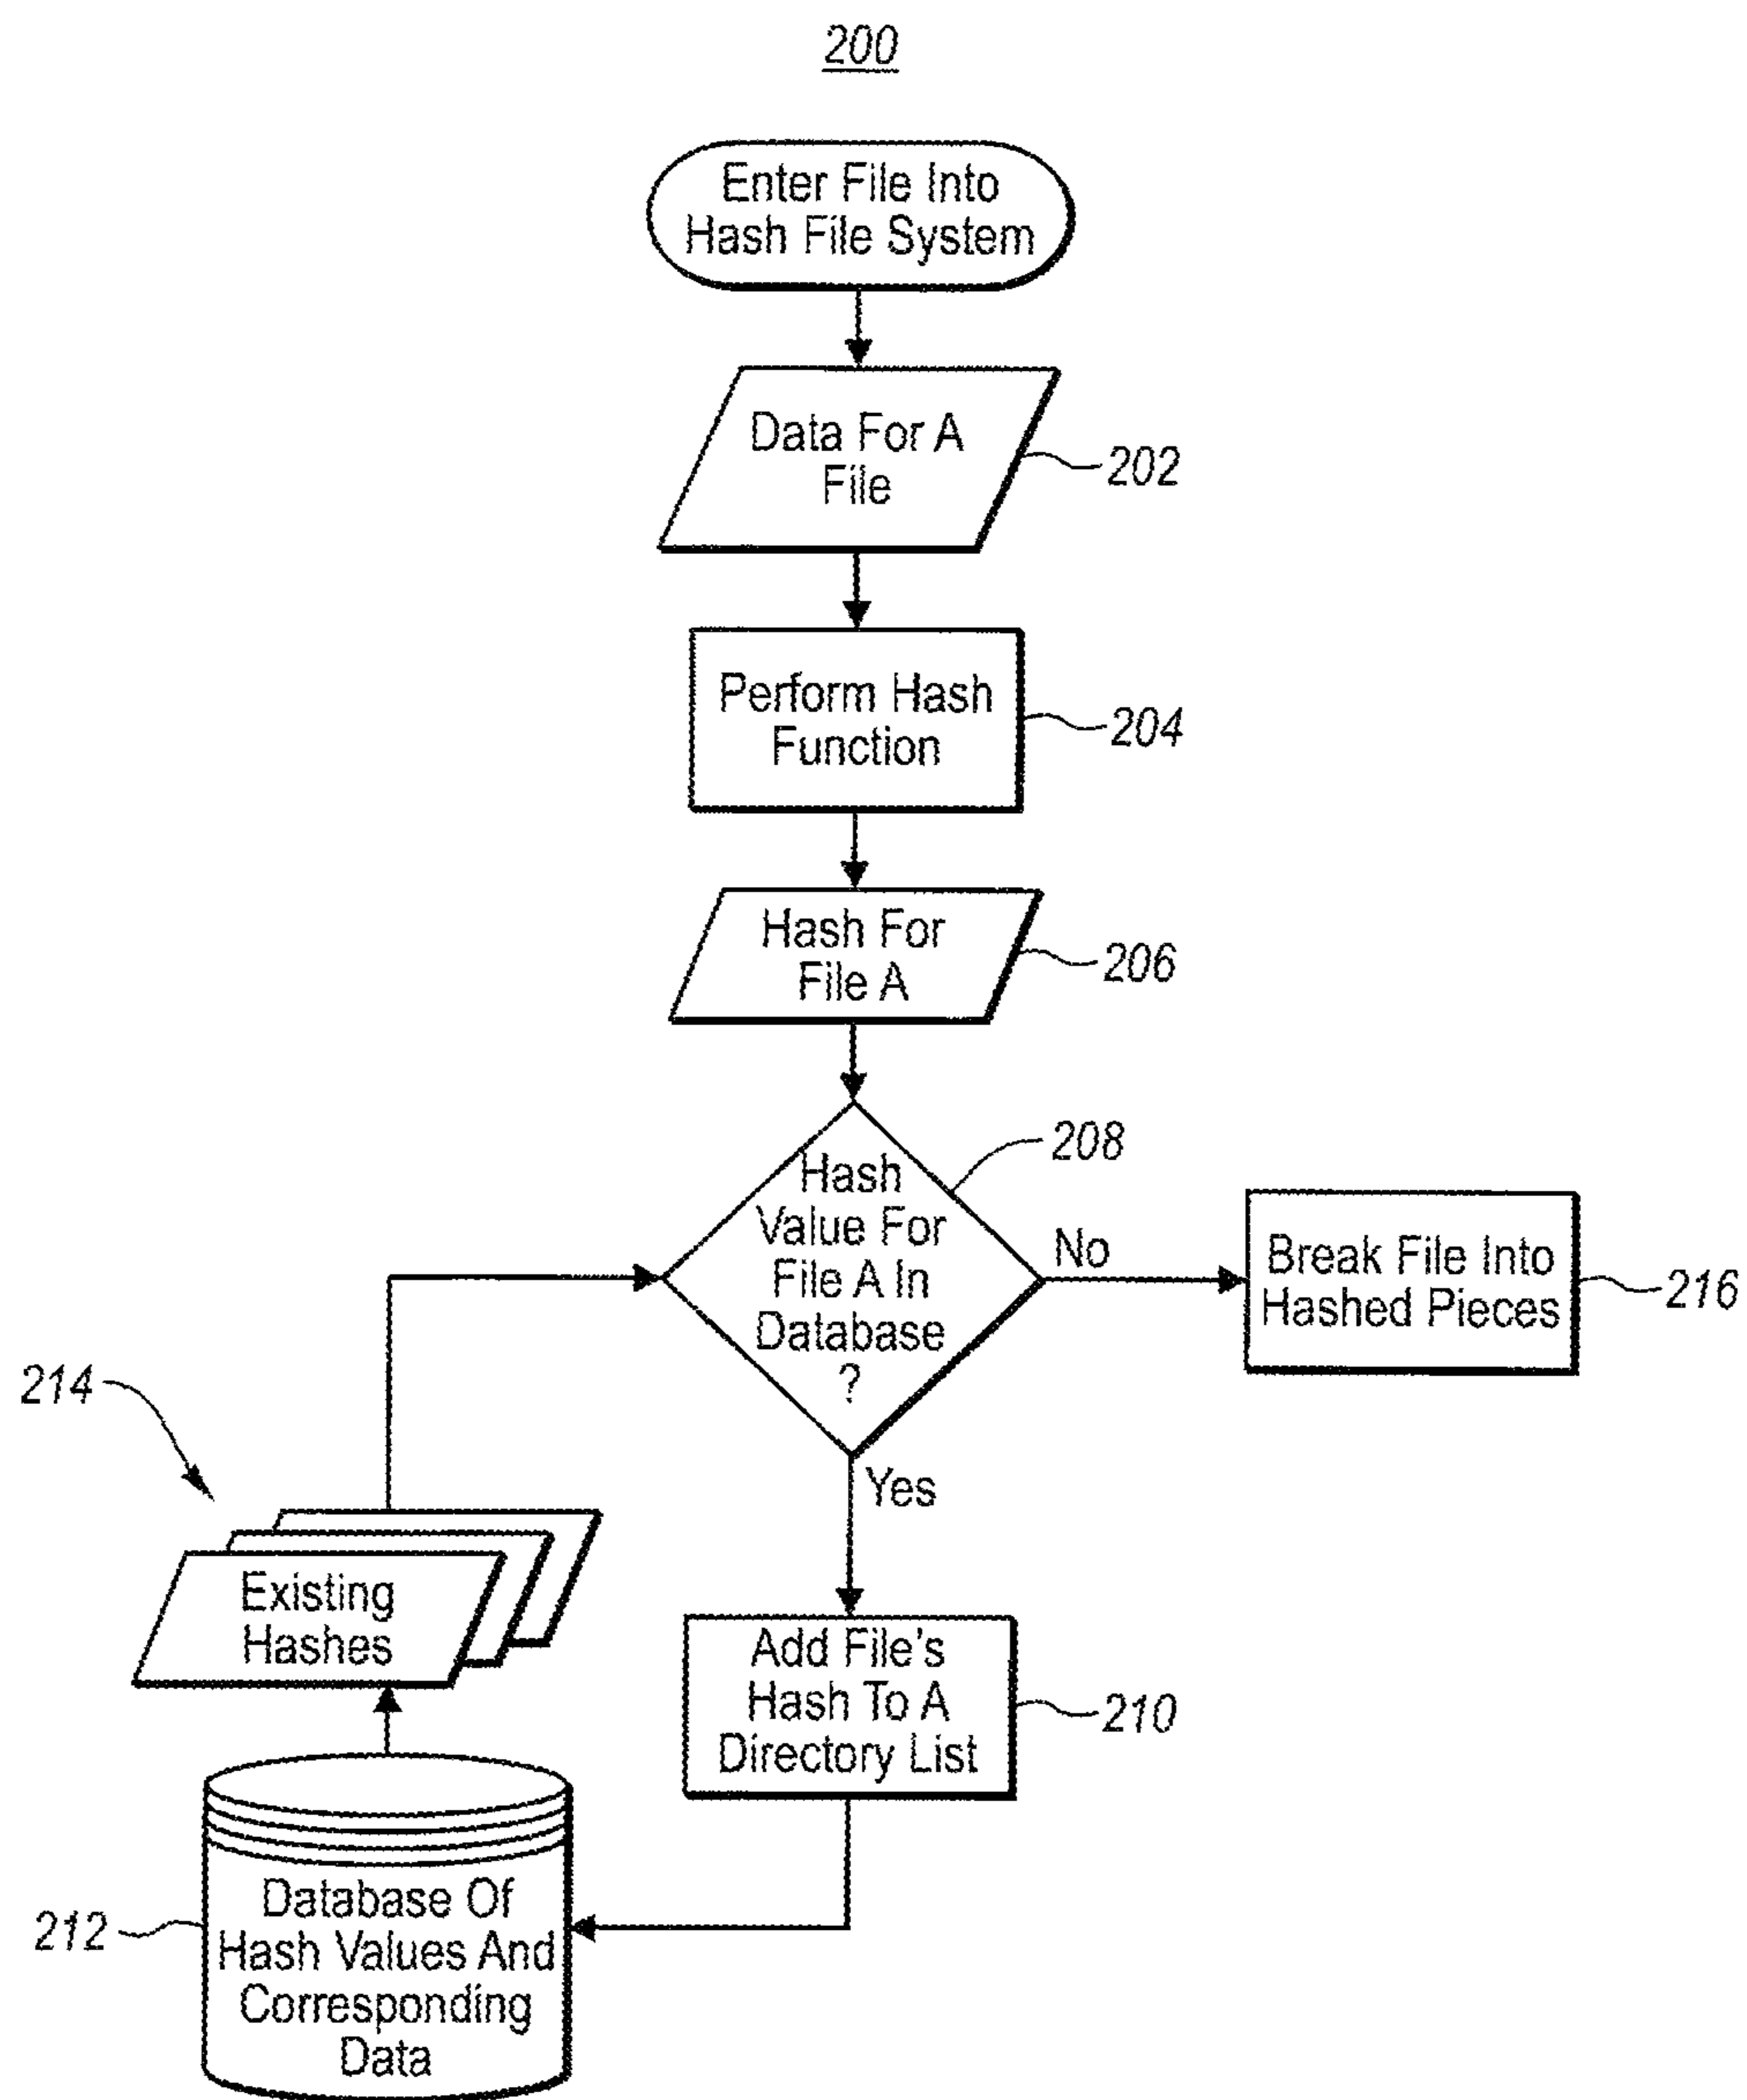 200
Enter File Into
Hash File System
Data For A
File
202
Perform Hash
Function
204
Hash For
File A
206
Hash
Value For
File A In
Database
?
208
No
Break File Into
Hashed Pieces
216
Yes
214
Existing
Hashes
Add File's
Hash To A
Directory List
210
Database Of
Hash Values And
Corresponding
Data
212